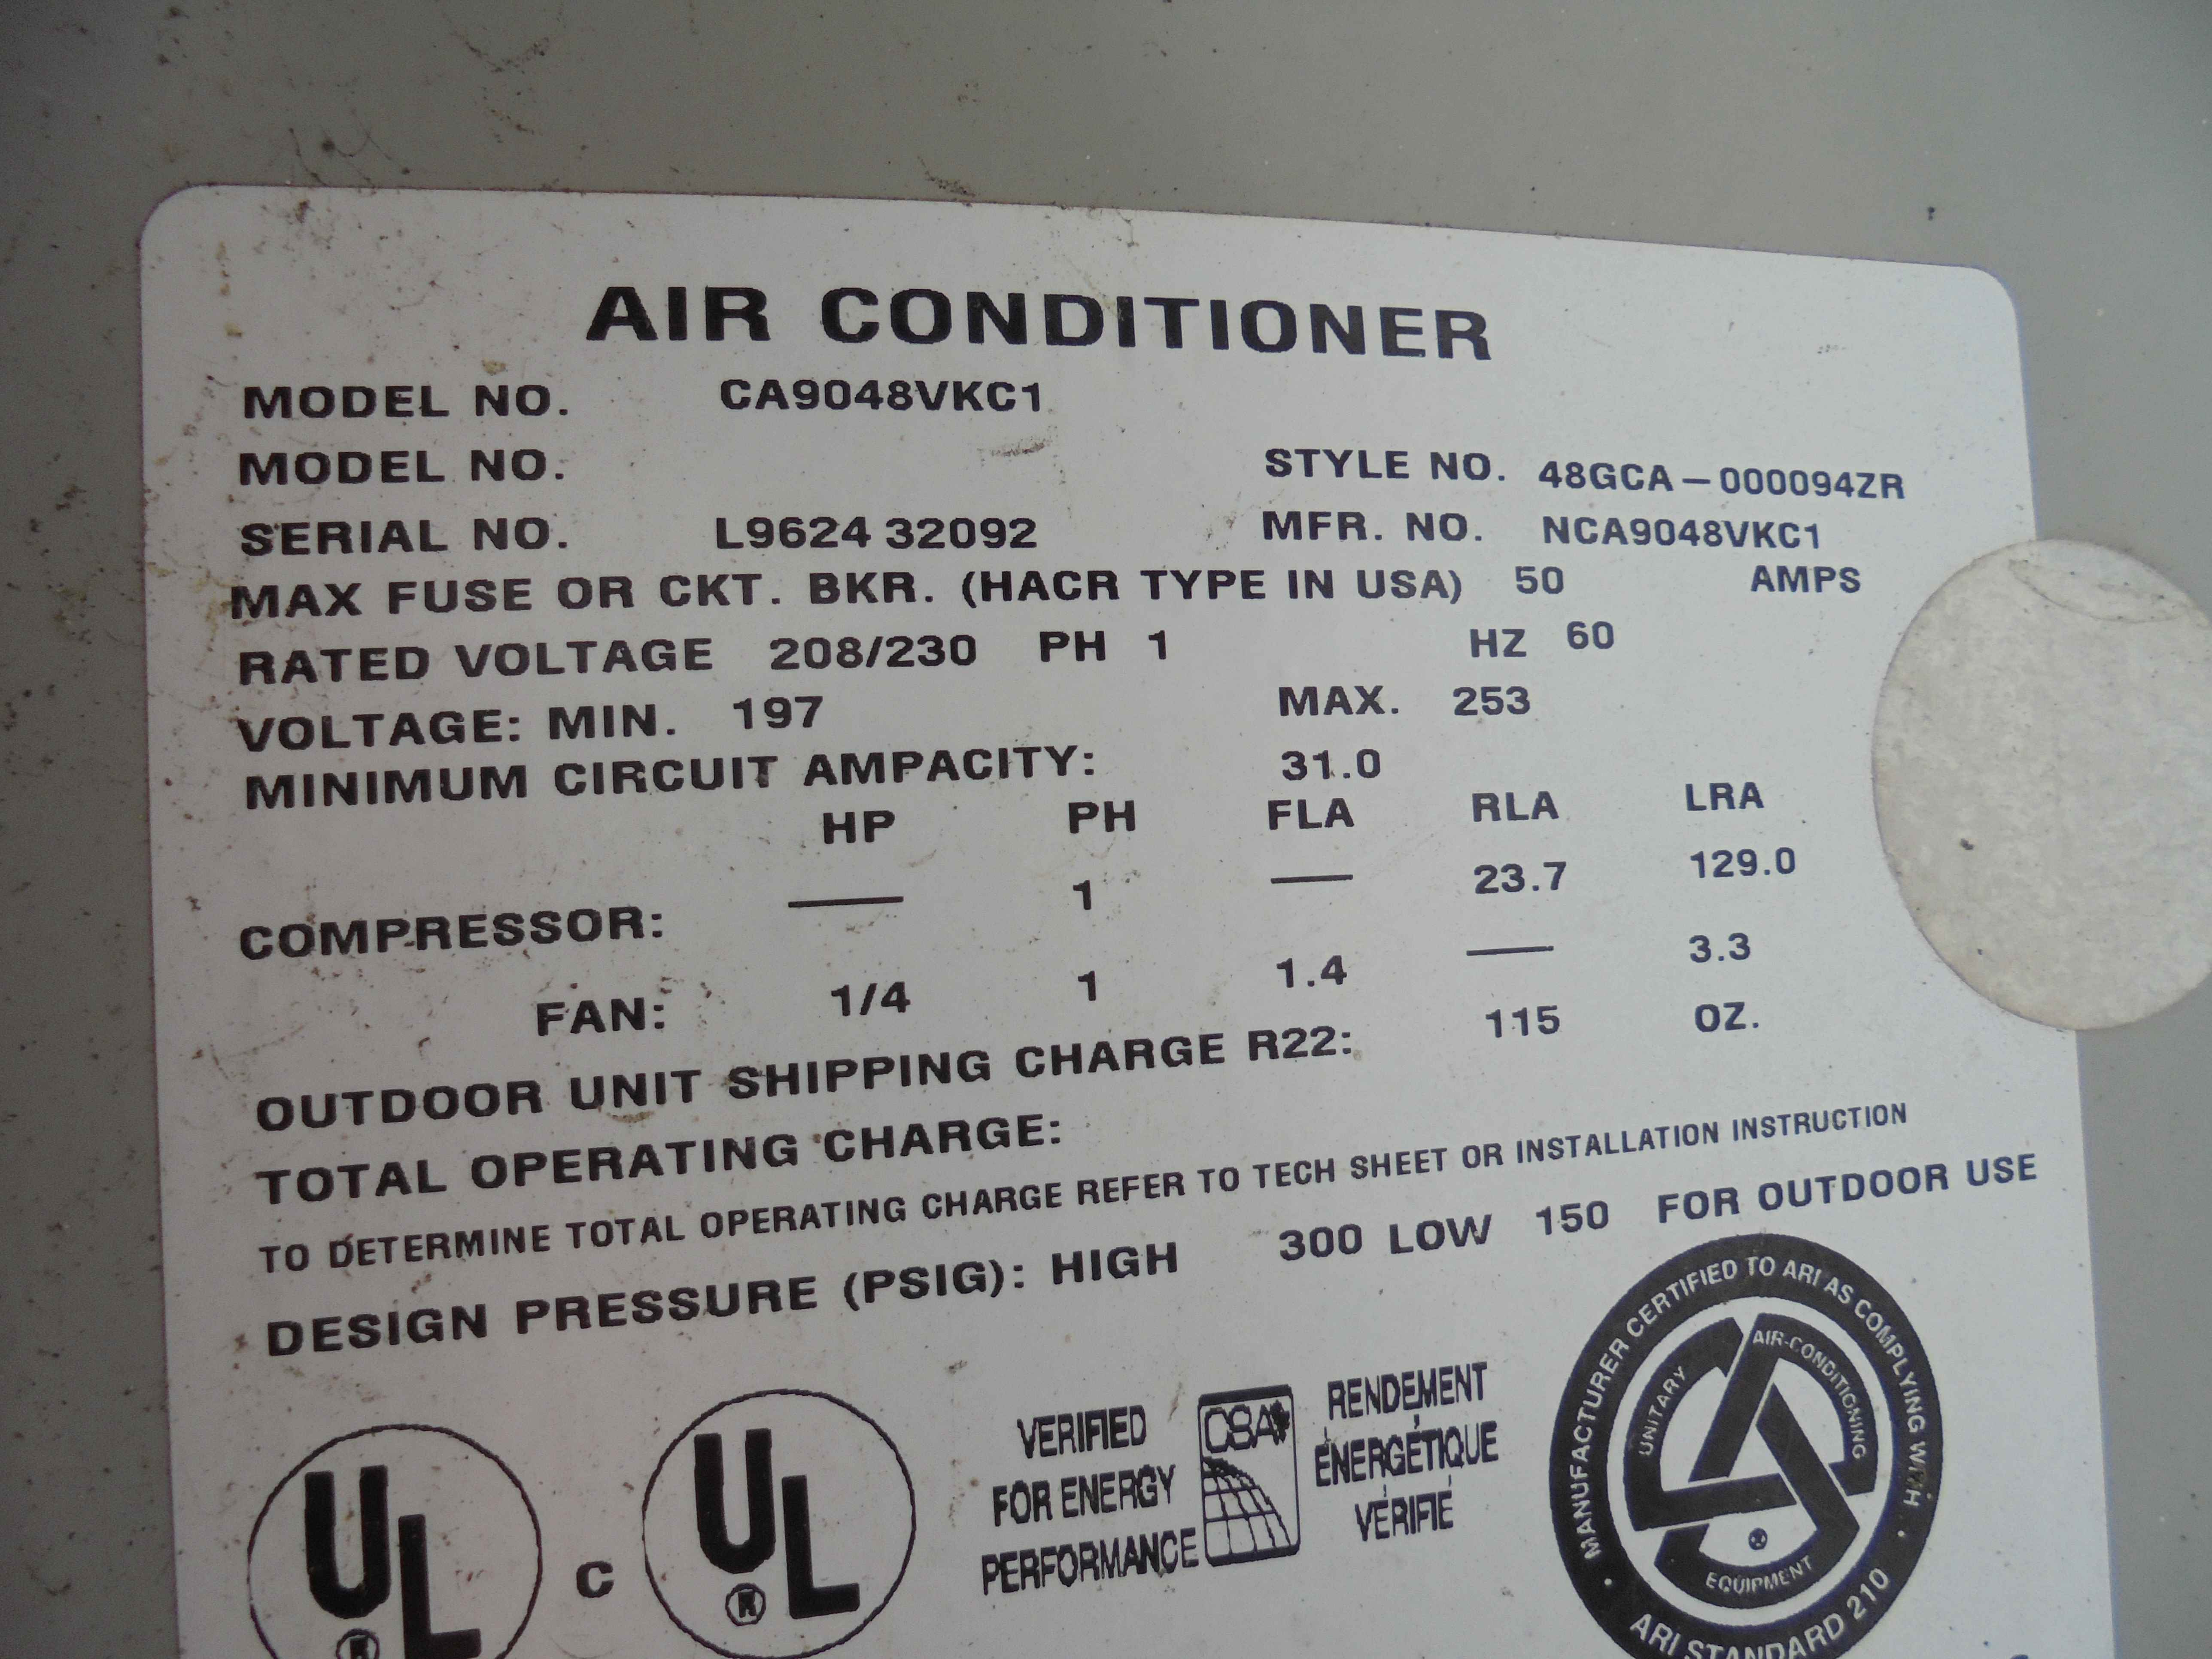 AIR CONDITIONER
MODEL NO. CA9048VKC1
MODEL NO.
STYLE NO. 48GCA-000094ZR
SERIAL NO. L9624 32092 MFR. NO. NCA9048VKC1
MAX FUSE OR CKT. BKR. (HACR TYPE IN USA) 50 AMPS
RATED VOLTAGE 208/230 PH 1 HZ 60
VOLTAGE: MIN. 197 MAX. 253
MINIMUM CIRCUIT AMPACITY: 31.0
HP PH FLA RLA LRA
COMPRESSOR: — 1 — 23.7 129.0
FAN: 1/4 1 1.4 — 3.3
OUTDOOR UNIT SHIPPING CHARGE R22: 115 OZ.
TOTAL OPERATING CHARGE:
TO DETERMINE TOTAL OPERATING CHARGE REFER TO TECH SHEET OR INSTALLATION INSTRUCTION
DESIGN PRESSURE (PSIG): HIGH 300 LOW 150 FOR OUTDOOR USE
UL ®
C UL ®
VERIFIED
FOR ENERGY
PERFORMANCE
CSA
RENDEMENT
ÉNERGÉTIQUE
VÉRIFIÉ
MANUFACTURER CERTIFIED TO ARI AS COMPLYING WITH
ARI STANDARD 210
UNITARY
AIR-CONDITIONING
EQUIPMENT
®